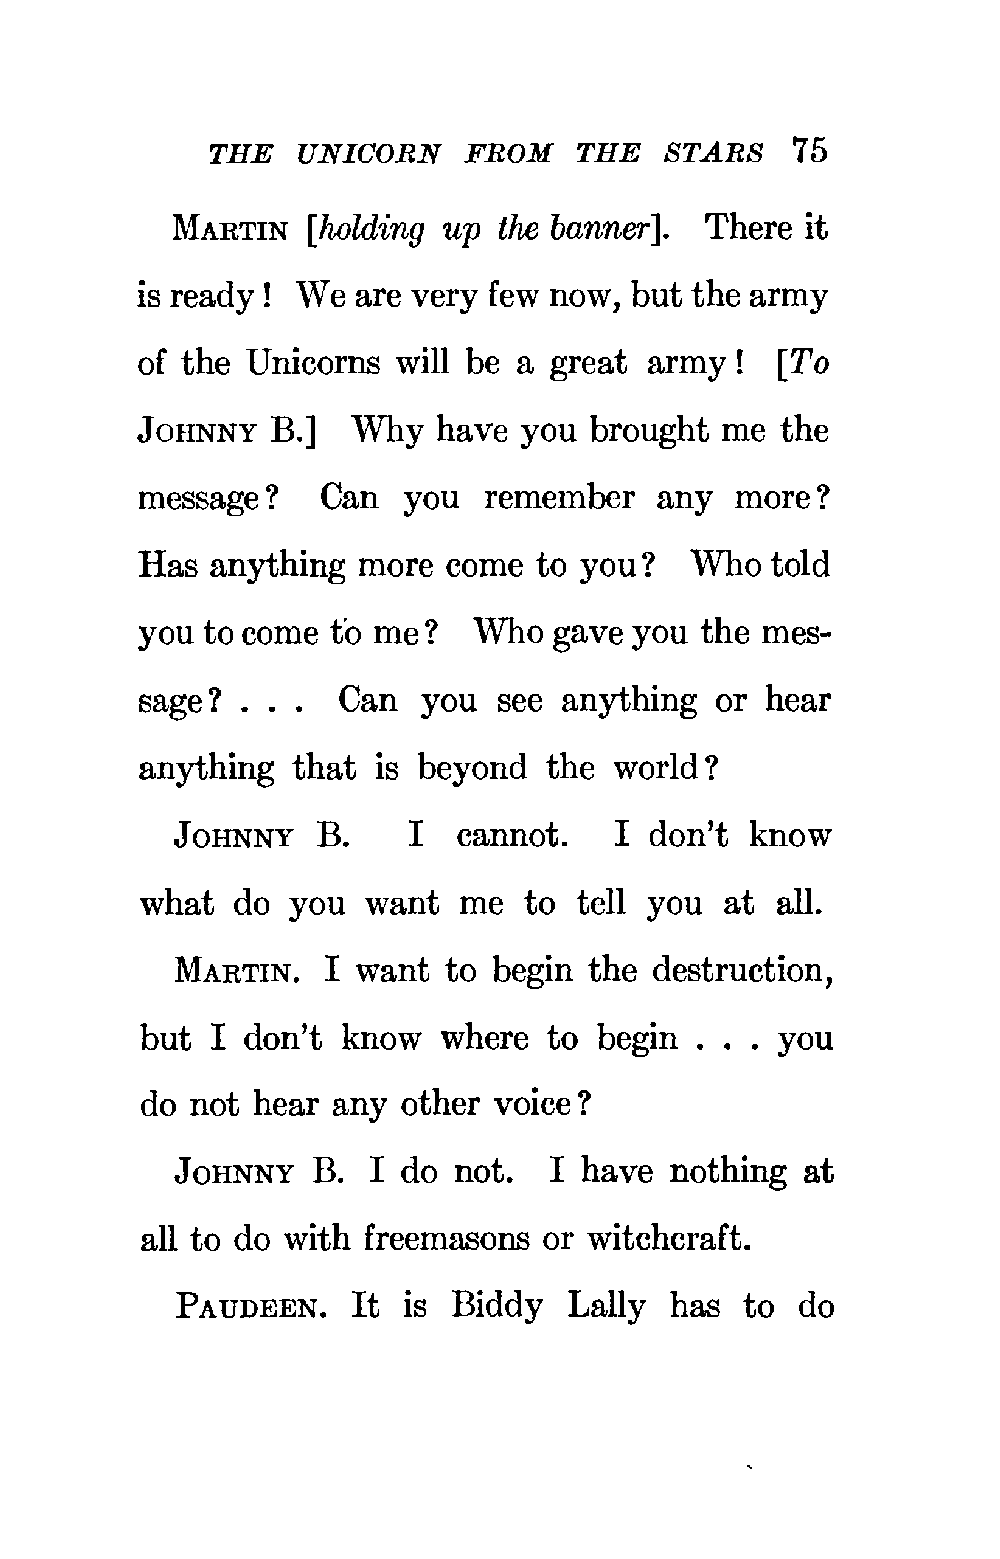 THE UNICORN FROM THE STARS 75
MARTIN [holding up the banner]. There it
is ready! We are very few now, but the army
of the Unicorns will be a great army! [To
JOHNNY B.] Why have you brought me the
message? Can you remember any more?
Has anything more come to you? Who told
you to come to me? Who gave you the mes-
sage? . . . Can you see anything or hear
anything that is beyond the world?
JOHNNY B. I cannot. I don't know
what do you want me to tell you at all.
MARTIN. I want to begin the destruction,
but I don't know where to begin . . . you
do not hear any other voice?
JOHNNY B. I do not. I have nothing at
all to do with freemasons or witchcraft.
PAUDEEN. It is Biddy Lally has to do